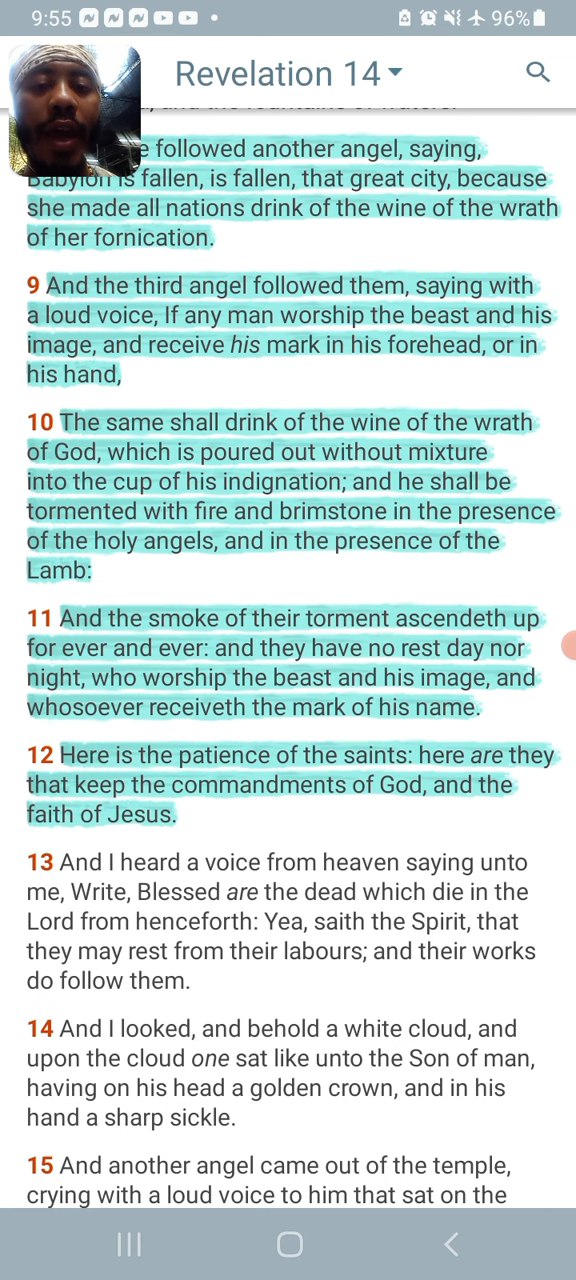 9:55
96%
Revelation 14
and the fountains of waters.
e followed another angel, saying,
Babylon is fallen, is fallen, that great city, because
she made all nations drink of the wine of the wrath
of her fornication.
9 And the third angel followed them, saying with
a loud voice, If any man worship the beast and his
image, and receive his mark in his forehead, or in
his hand,
10 The same shall drink of the wine of the wrath
of God, which is poured out without mixture
into the cup of his indignation; and he shall be
tormented with fire and brimstone in the presence
of the holy angels, and in the presence of the
Lamb:
11 And the smoke of their torment ascendeth up
for ever and ever: and they have no rest day nor
night, who worship the beast and his image, and
whosoever receiveth the mark of his name.
12 Here is the patience of the saints: here are they
that keep the commandments of God, and the
faith of Jesus.
13 And I heard a voice from heaven saying unto
me, Write, Blessed are the dead which die in the
Lord from henceforth: Yea, saith the Spirit, that
they may rest from their labours; and their works
do follow them.
14 And I looked, and behold a white cloud, and
upon the cloud one sat like unto the Son of man,
having on his head a golden crown, and in his
hand a sharp sickle.
15 And another angel came out of the temple,
crying with a loud voice to him that sat on the